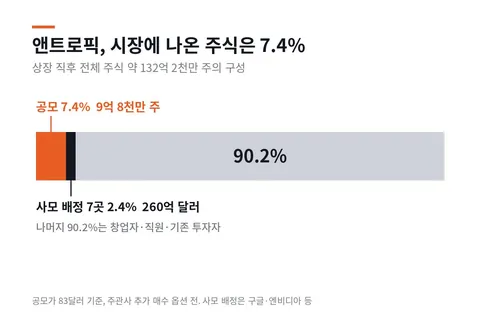 앤트로픽, 시장에 나온 주식은 7.4%
상장 직후 전체 주식 약 132억 2천만 주의 구성
공모 7.4% 9억 8천만 주
90.2%
사모 배정 7곳 2.4% 260억 달러
나머지 90.2%는 창업자·직원·기존 투자자
공모가 83달러 기준, 주관사 추가 매수 옵션 전. 사모 배정은 구글·엔비디아 등